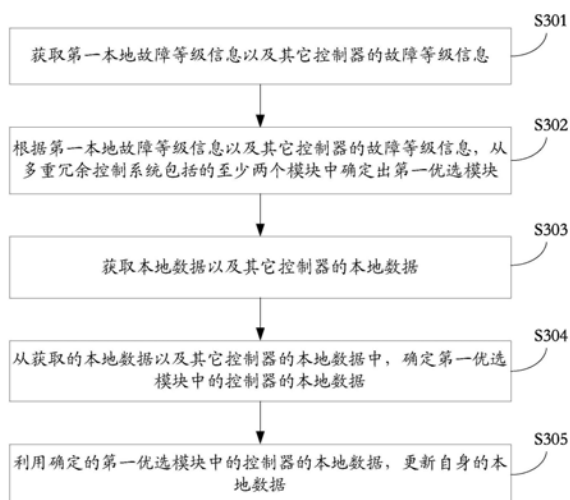 S301
获取第一本地故障等级信息以及其它控制器的故障等级信息
S302
根据第一本地故障等级信息以及其它控制器的故障等级信息，从
多重冗余控制系统包括的至少两个模块中确定出第一优选模块
S303
获取本地数据以及其它控制器的本地数据
S304
从获取的本地数据以及其它控制器的本地数据中，确定第一优选
模块中的控制器的本地数据
S305
利用确定的第一优选模块中的控制器的本地数据，更新自身的本
地数据